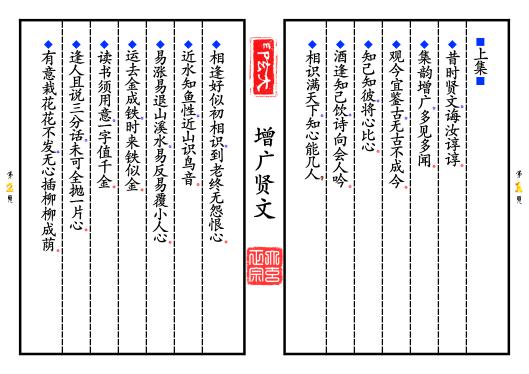 ■上集■
◆昔时贤文,诲汝谆谆。
◆集韵增广,多见多闻。
◆观今宜鉴古,无古不成今。
◆知己知彼,将心比心。
◆酒逢知己饮,诗向会人吟。
◆相识满天下,知心能几人。
增广贤文
◆相逢好似初相识,到老终无怨恨心。
◆近水知鱼性,近山识鸟音。
◆易涨易退山溪水,易反易覆小人心。
◆运去金成铁,时来铁似金。
◆读书须用意,一字值千金。
◆逢人且说三分话,未可全抛一片心。
◆有意栽花花不发,无心插柳柳成荫。
第1页
第2页